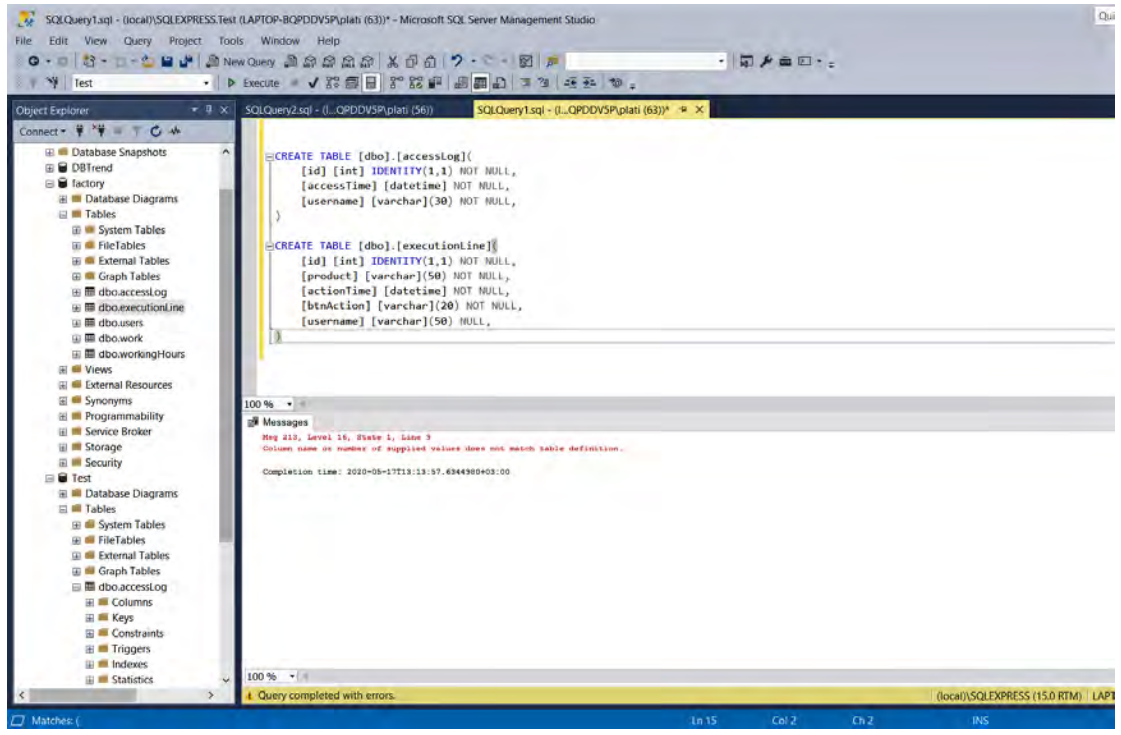 SQLQuery1.sql - (local)\SQLEXPRESS.Test (LAPTOP-BQPDDV5P\plati (63))* - Microsoft SQL Server Management Studio
Qui
File Edit View Query Project Tools Window Help
New Query
Test
Execute
Object Explorer
SQLQuery2.sql - (l...QPDDV5P\plati (56))
SQLQuery1.sql - (l...QPDDV5P\plati (63))*
Connect
Database Snapshots
DBTrend
factory
Database Diagrams
Tables
System Tables
FileTables
External Tables
Graph Tables
dbo.accessLog
dbo.executionLine
dbo.users
dbo.work
dbo.workingHours
Views
External Resources
Synonyms
Programmability
Service Broker
Storage
Security
Test
Database Diagrams
Tables
System Tables
FileTables
External Tables
Graph Tables
dbo.accessLog
Columns
Keys
Constraints
Triggers
Indexes
Statistics
CREATE TABLE [dbo].[accessLog](
[id] [int] IDENTITY(1,1) NOT NULL,
[accessTime] [datetime] NOT NULL,
[username] [varchar](30) NOT NULL,
)
CREATE TABLE [dbo].[executionLine](
[id] [int] IDENTITY(1,1) NOT NULL,
[product] [varchar](50) NOT NULL,
[actionTime] [datetime] NOT NULL,
[btnAction] [varchar](20) NOT NULL,
[username] [varchar](50) NULL,
)
100 %
Messages
Msg 213, Level 16, State 1, Line 3
Column name or number of supplied values does not match table definition.
Completion time: 2020-05-17T13:13:57.6344980+03:00
100 %
Query completed with errors.
(local)\SQLEXPRESS (15.0 RTM)
LAPT
Matches: (
Ln 15
Col 2
Ch 2
INS